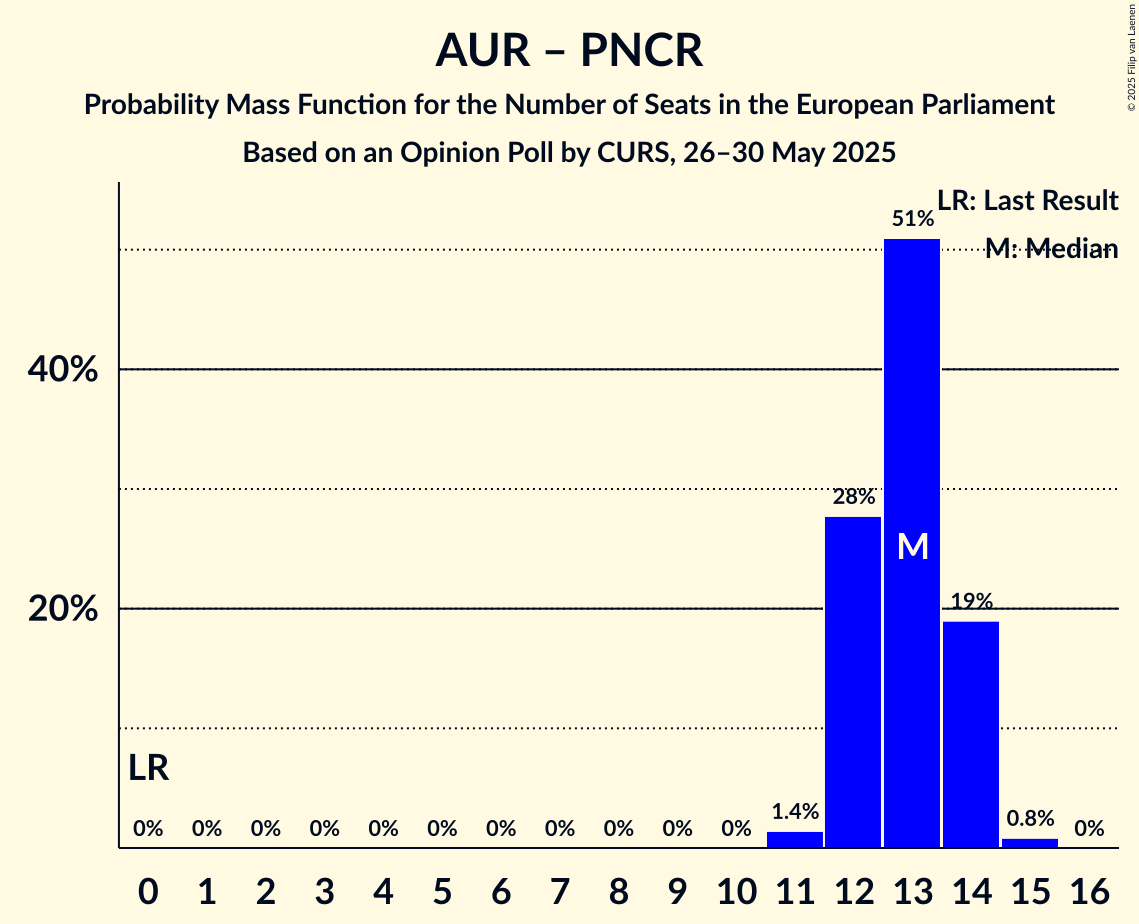 AUR – PNCR
Probability Mass Function for the Number of Seats in the European Parliament
Based on an Opinion Poll by CURS, 26–30 May 2025
© 2025 Filip van Laenen
LR: Last Result
M: Median
51%
40%
28%
M
20%
19%
LR
0% 0% 0% 0% 0% 0% 0% 0% 0% 0% 0% 1.4% 0.8% 0%
0 1 2 3 4 5 6 7 8 9 10 11 12 13 14 15 16